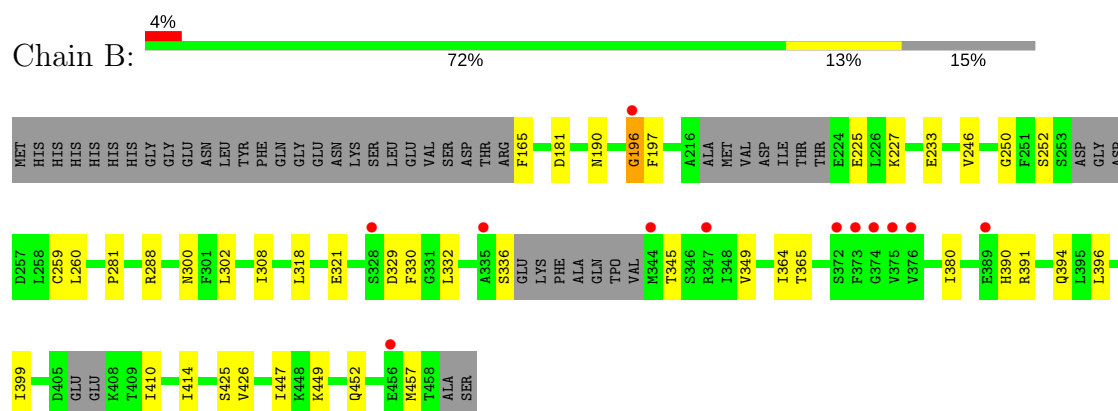 4%
Chain B:
72% 13% 15%
MET HIS HIS HIS HIS HIS HIS GLY GLY GLU ASN LEU TYR PHE GLN GLY GLU ASN LYS SER LEU GLU VAL SER ASP THR ARG F165 D181 N190 G196 F197 A216 ALA MET VAL ASP ILE THR THR E224 E225 L226 K227 E233 V246 G250 F251 S252 S253 ASP GLY ASP
D257 L258 C259 L260 P281 R288 N300 F301 L302 I308 L318 E321 S328 D329 F330 G331 L332 A335 S336 GLU LYS PHE ALA GLN TPO VAL M344 T345 S346 R347 I348 V349 I364 T365 S372 F373 G374 V375 V376 I380 E389 H390 R391 Q394 L395 L396
I399 D405 GLU GLU K408 T409 I410 I414 S425 V426 I447 K448 K449 Q452 E456 M457 T458 ALA SER